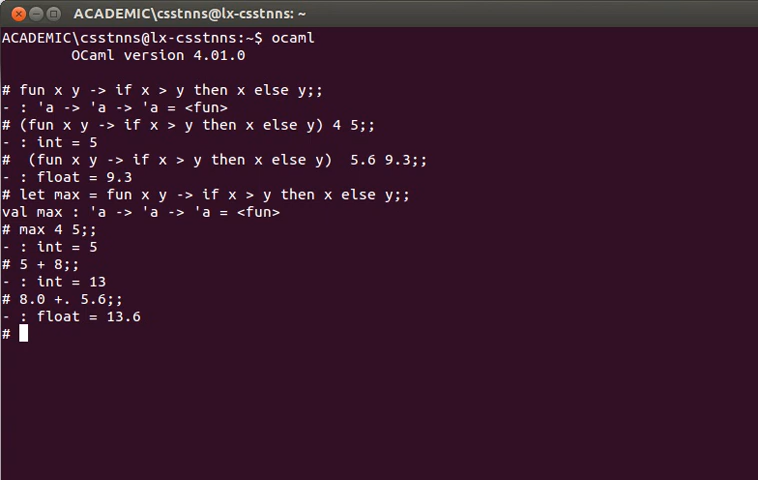 ACADEMIC\csstnns@lx-csstnns: ~
ACADEMIC\csstnns@lx-csstnns:~$ ocaml
        OCaml version 4.01.0

# fun x y -> if x > y then x else y;;
- : 'a -> 'a -> 'a = <fun>
# (fun x y -> if x > y then x else y) 4 5;;
- : int = 5
#  (fun x y -> if x > y then x else y)  5.6 9.3;;
- : float = 9.3
# let max = fun x y -> if x > y then x else y;;
val max : 'a -> 'a -> 'a = <fun>
# max 4 5;;
- : int = 5
# 5 + 8;;
- : int = 13
# 8.0 +. 5.6;;
- : float = 13.6
#